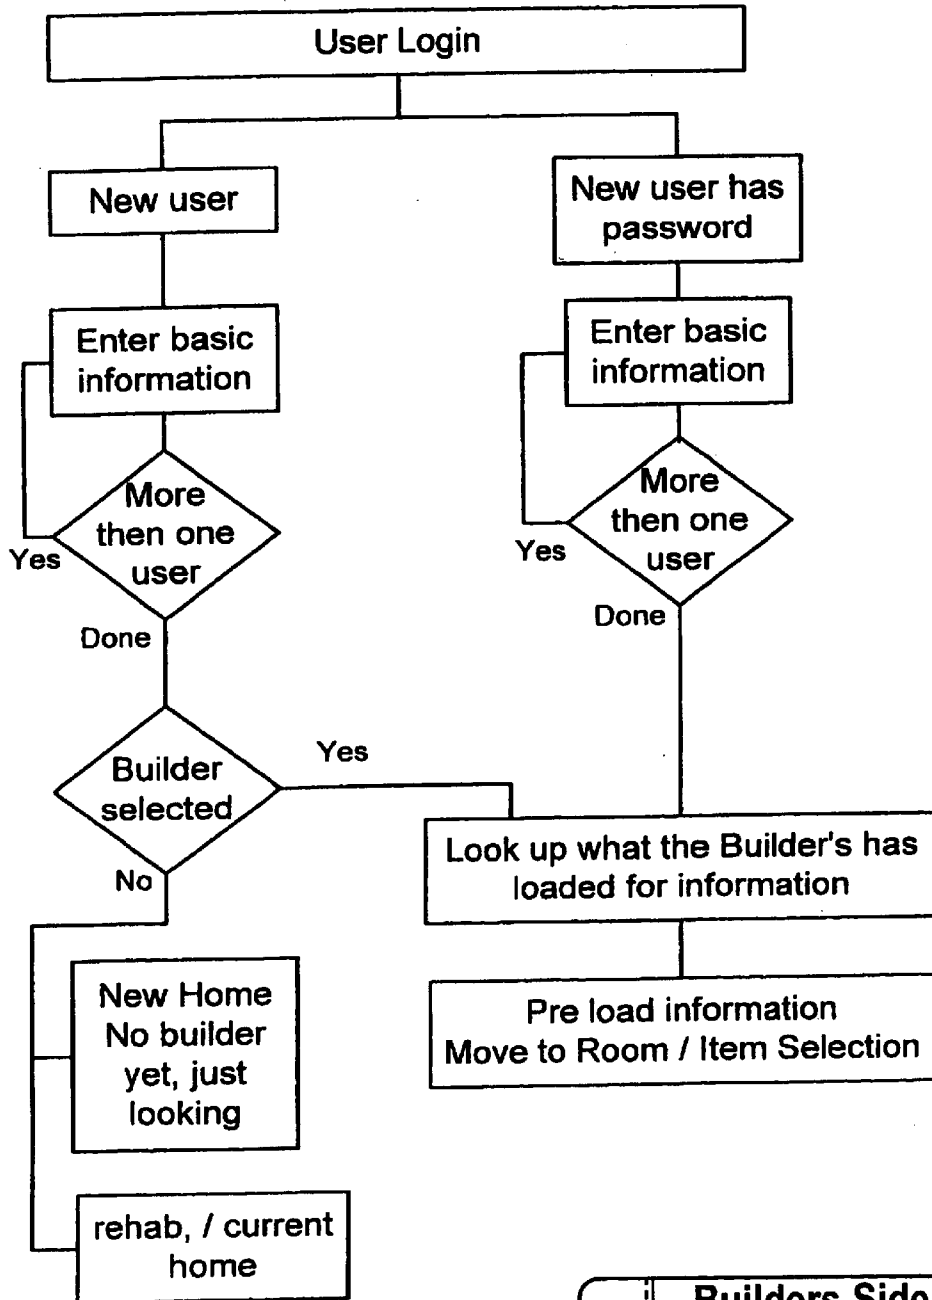 User Login
New user
New user has
password
Enter basic
information
Enter basic
information
More
then one
user
Yes
Done
More
then one
user
Yes
Done
Builder
selected
Yes
No
Look up what the Builder's has
loaded for information
Pre load information
Move to Room / Item Selection
New Home
No builder
yet, just
looking
rehab, / current
home
Builders Side